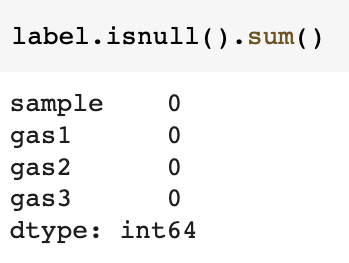 label.isnull().sum()
sample 0
gas1 0
gas2 0
gas3 0
dtype: int64